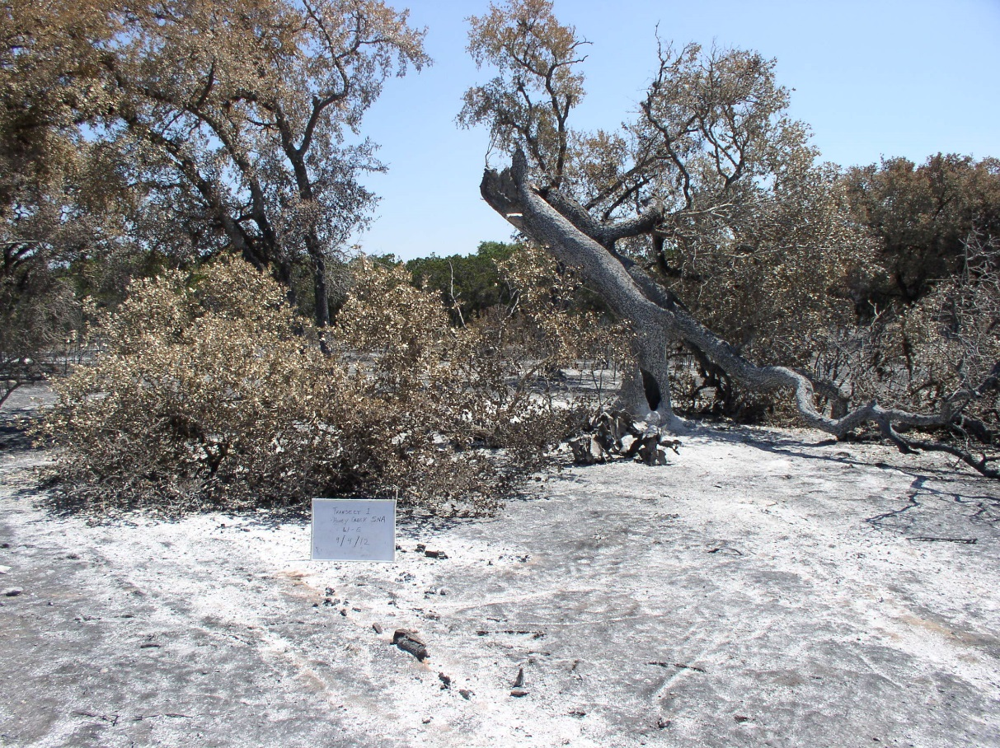 TRANSECT 1
HONEY CREEK SNA
W-E
9/4/12